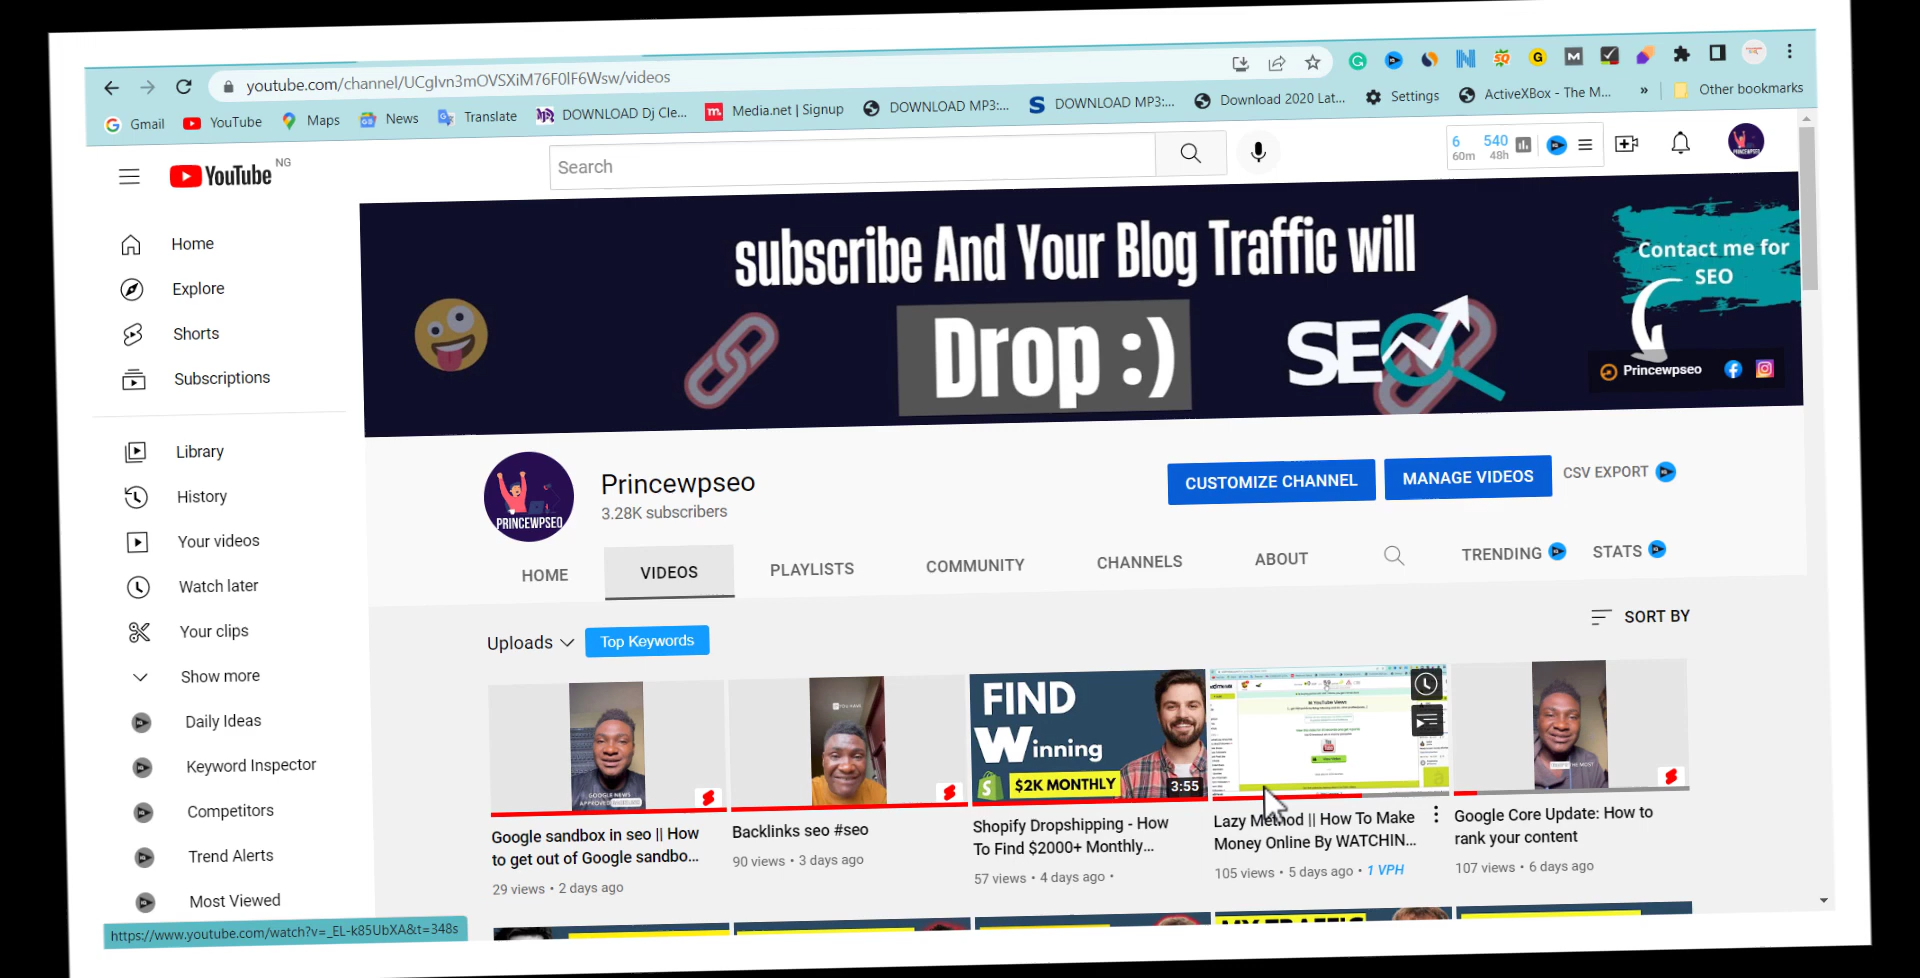 youtube.com/channel/UCglvn3mOVSXiM76F0lF6Wsw/videos
Gmail YouTube Maps News Translate DOWNLOAD Dj Cle... Media.net | Signup DOWNLOAD MP3:... DOWNLOAD MP3:... Download 2020 Lat... Settings ActiveXBox - The M... » Other bookmarks
YouTube NG
Search
6 60m 540 48h
Home
Explore
Shorts
Subscriptions
Library
History
Your videos
Watch later
Your clips
Show more
Daily Ideas
Keyword Inspector
Competitors
Trend Alerts
Most Viewed
https://www.youtube.com/watch?v=_EL-k85UbXA&t=348s
subscribe And Your Blog Traffic will
Drop :)
SEO
Contact me for
SEO
Princewpseo
PRINCEWPSEO
Princewpseo
3.28K subscribers
CUSTOMIZE CHANNEL
MANAGE VIDEOS
CSV EXPORT
HOME VIDEOS PLAYLISTS COMMUNITY CHANNELS ABOUT TRENDING STATS
Uploads Top Keywords
SORT BY
GOOGLE NEWS
Google sandbox in seo || How
to get out of Google sandbo...
29 views • 2 days ago
YOU HAVE
Backlinks seo #seo
90 views • 3 days ago
FIND
Winning
$2K MONTHLY
3:55
Shopify Dropshipping - How
To Find $2000+ Monthly...
57 views • 4 days ago •
Lazy Method || How To Make
Money Online By WATCHIN...
105 views • 5 days ago • 1 VPH
Google Core Update: How to
rank your content
107 views • 6 days ago
MY TRAFFIC